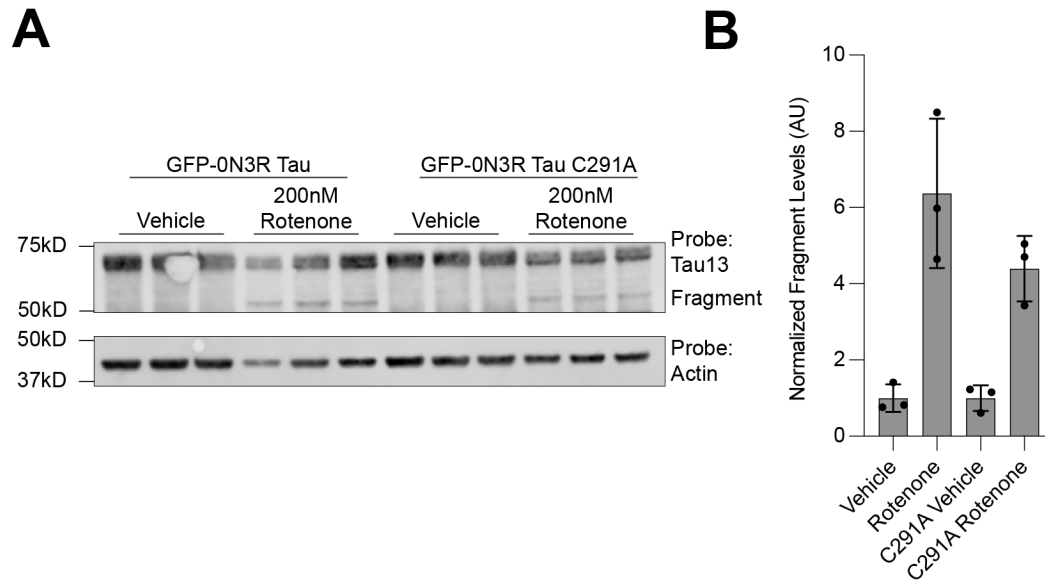 A
GFP-0N3R Tau
GFP-0N3R Tau C291A
Vehicle
200nM
Rotenone
Vehicle
200nM
Rotenone
75kD
50kD
50kD
37kD
Probe:
Tau13
Fragment
Probe:
Actin
B
Normalized Fragment Levels (AU)
10
8
6
4
2
0
Vehicle
Rotenone
C291A Vehicle
C291A Rotenone